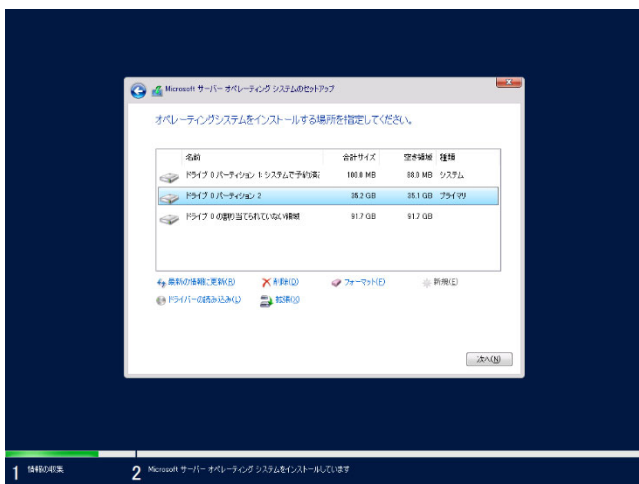 Microsoft サーバー オペレーティング システムのセットアップ
オペレーティングシステムをインストールする場所を指定してください。
名前 合計サイズ 空き領域 種類
ドライブ 0 パーティション 1: システムで予約済 100.0 MB 88.0 MB システム
ドライブ 0 パーティション 2 35.2 GB 35.1 GB プライマリ
ドライブ 0 の割り当てられていない領域 91.7 GB 91.7 GB
最新の情報に更新(R) 削除(D) フォーマット(F) 新規(E)
ドライバーの読み込み(L) 拡張(X)
次へ(N)
1 情報の収集 2 Microsoft サーバー オペレーティング システムをインストールしています